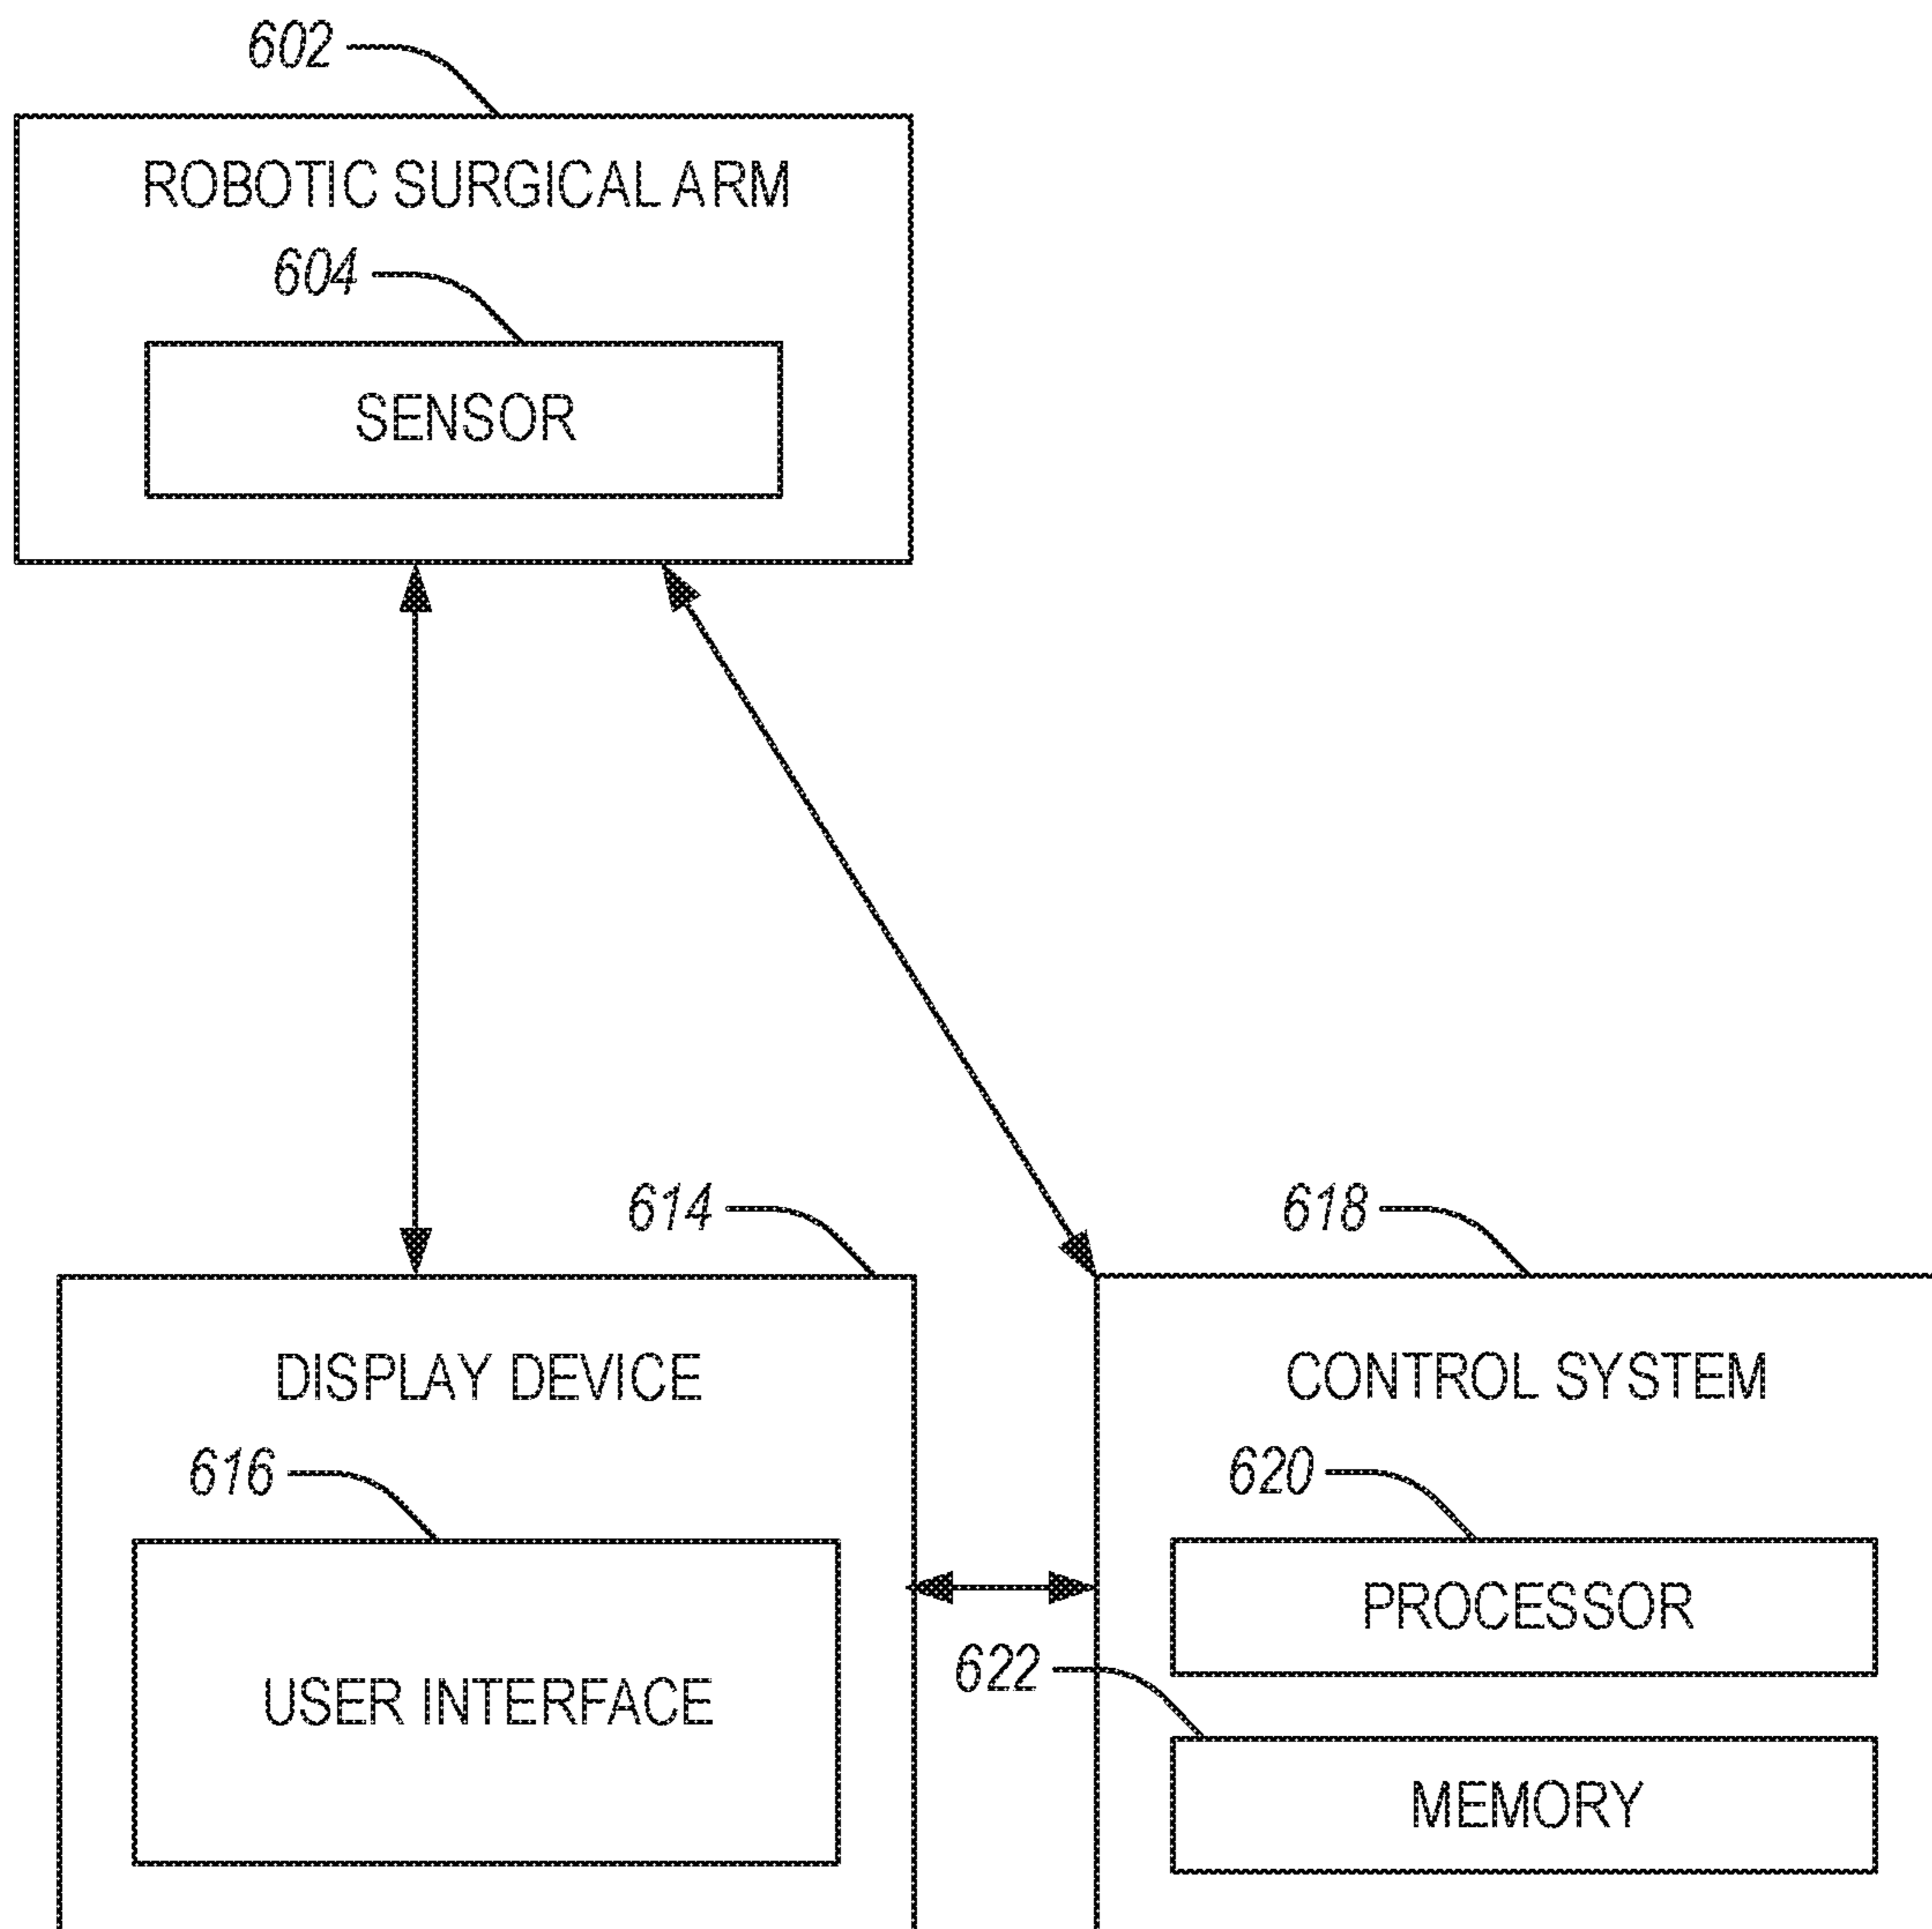 602
ROBOTIC SURGICAL ARM
604
SENSOR
614
618
DISPLAY DEVICE
CONTROL SYSTEM
616
620
PROCESSOR
622
USER INTERFACE
MEMORY